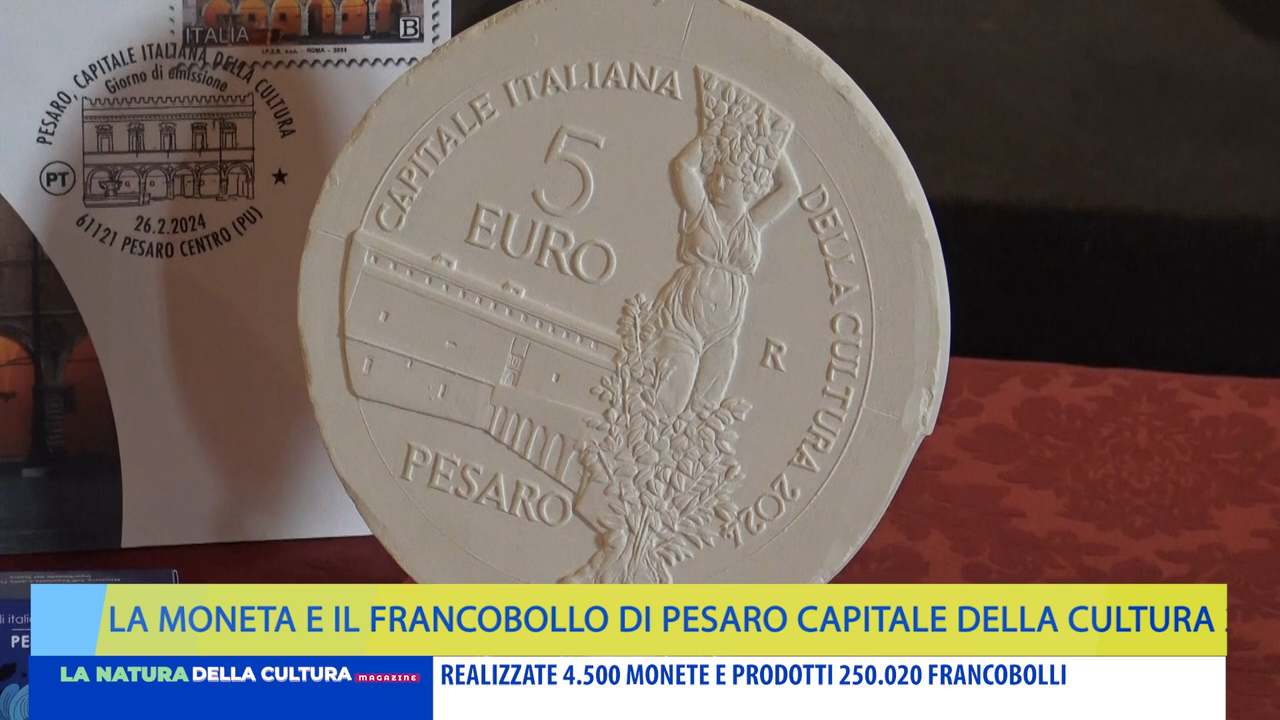 ITALIA
B
I.P.Z.S. S.p.A. - ROMA - 2024
PESARO, CAPITALE ITALIANA DELLA CULTURA
Giorno di emissione
PT
26.2.2024
61121 PESARO CENTRO (PU)
CAPITALE ITALIANA
DELLA CULTURA 2024
5
EURO
R
PESARO
PE
LA MONETA E IL FRANCOBOLLO DI PESARO CAPITALE DELLA CULTURA
LA NATURA DELLA CULTURA MAGAZINE
REALIZZATE 4.500 MONETE E PRODOTTI 250.020 FRANCOBOLLI